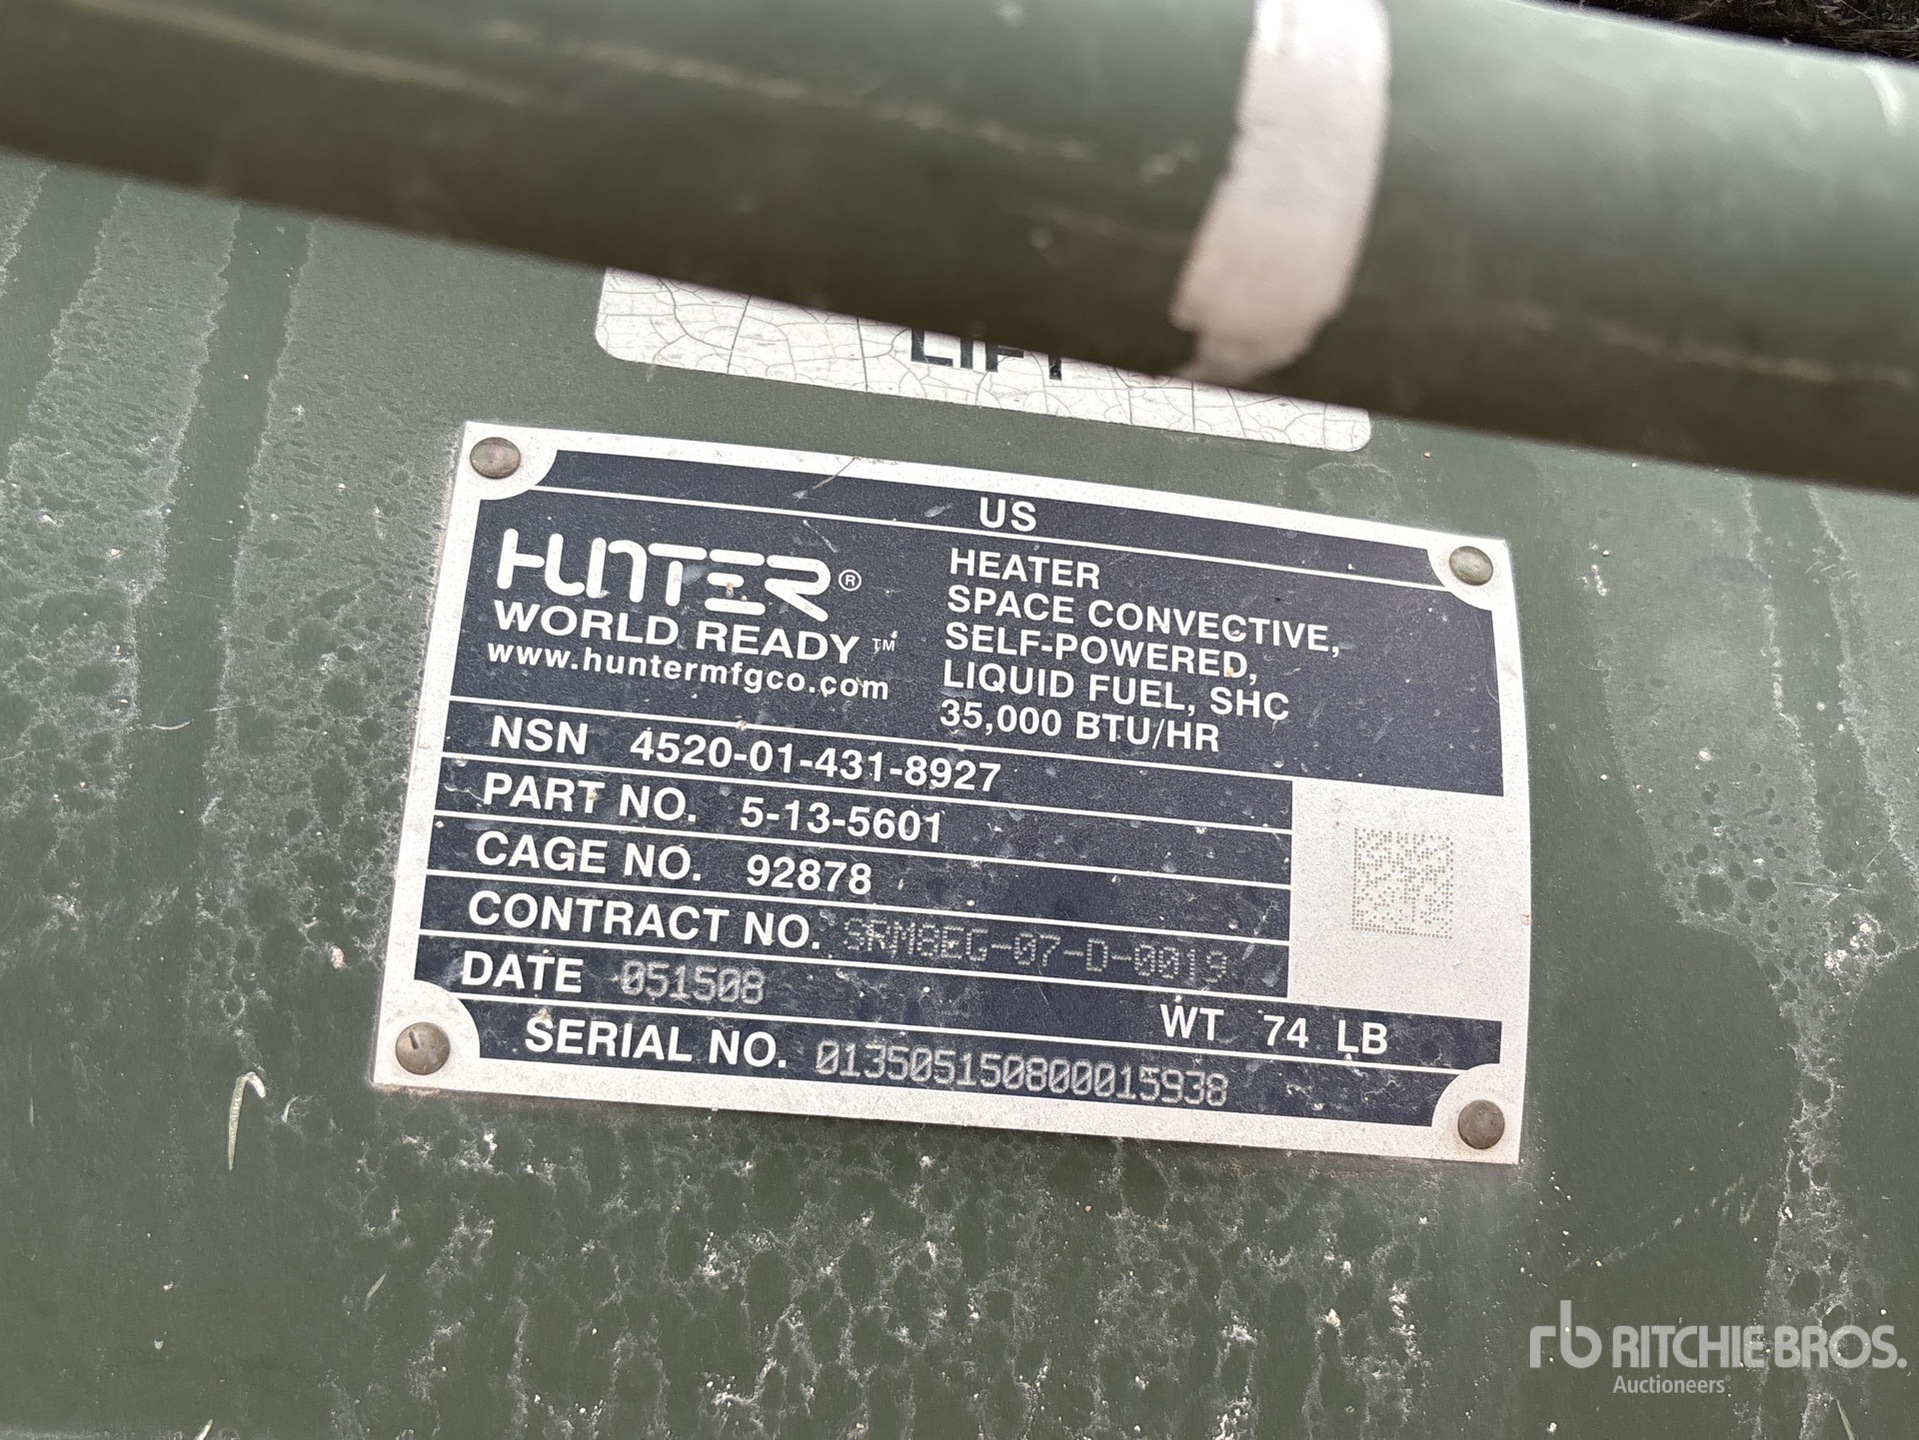 LIFT
US
HUNTER®
WORLD READY™
www.huntermfgco.com
HEATER
SPACE CONVECTIVE,
SELF-POWERED,
LIQUID FUEL, SHC
35,000 BTU/HR
NSN 4520-01-431-8927
PART NO. 5-13-5601
CAGE NO. 92878
CONTRACT NO. SRM8EG-07-D-0019
DATE 051508
WT 74 LB
SERIAL NO. 013505150800015938
rb RITCHIE BROS.
Auctioneers